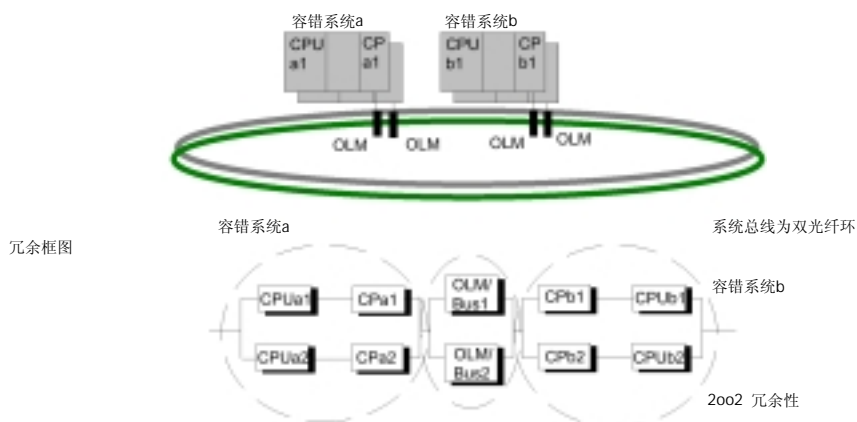 容错系统a
容错系统b
CPU a1
CP a1
CPU b1
CP b1
OLM
OLM
OLM
OLM
容错系统a
系统总线为双光纤环
冗余框图
容错系统b
CPUa1
CPa1
OLM/
Bus1
CPb1
CPUb1
CPUa2
CPa2
OLM/
Bus2
CPb2
CPUb2
2oo2 冗余性